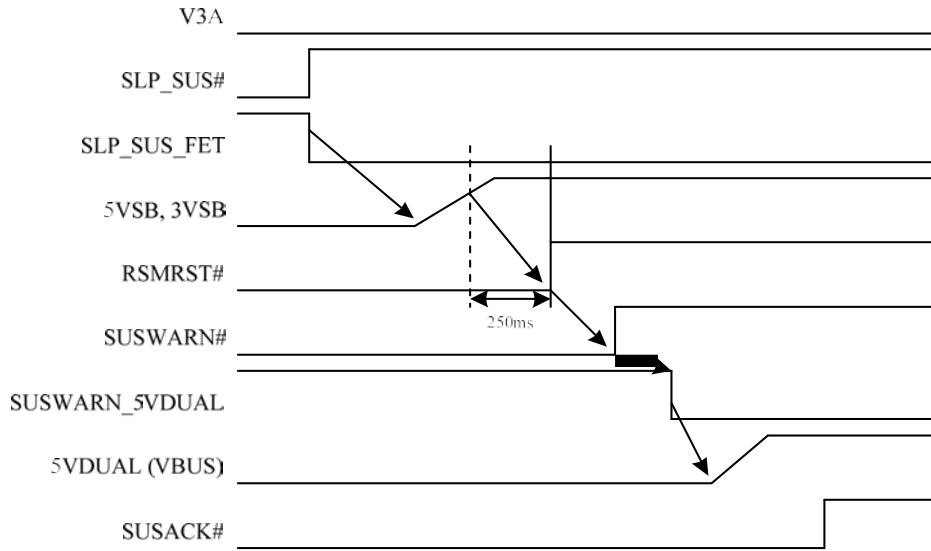 V3A
SLP_SUS#
SLP_SUS_FET
5VSB, 3VSB
RSMRST#
250ms
SUSWARN#
SUSWARN_5VDUAL
5VDUAL (VBUS)
SUSACK#